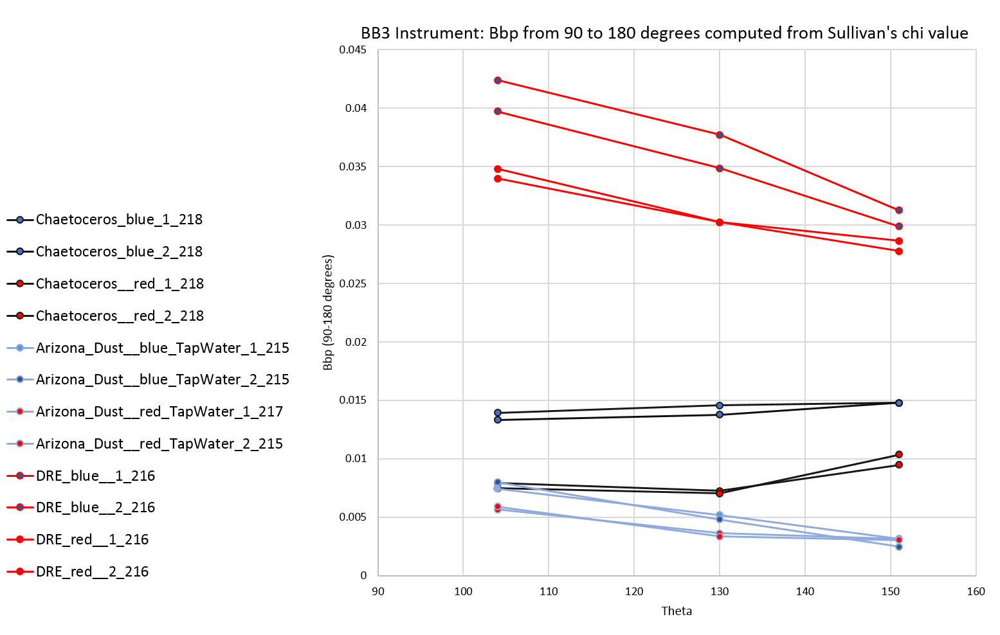 BB3 Instrument: Bbp from 90 to 180 degrees computed from Sullivan's chi value
Chaetoceros_blue_1_218
Chaetoceros_blue_2_218
Chaetoceros__red_1_218
Chaetoceros__red_2_218
Arizona_Dust__blue_TapWater_1_215
Arizona_Dust__blue_TapWater_2_215
Arizona_Dust__red_TapWater_1_217
Arizona_Dust__red_TapWater_2_215
DRE_blue__1_216
DRE_blue__2_216
DRE_red__1_216
DRE_red__2_216
Bbp (90-180 degrees)
0.045
0.04
0.035
0.03
0.025
0.02
0.015
0.01
0.005
0
90 100 110 120 130 140 150 160
Theta